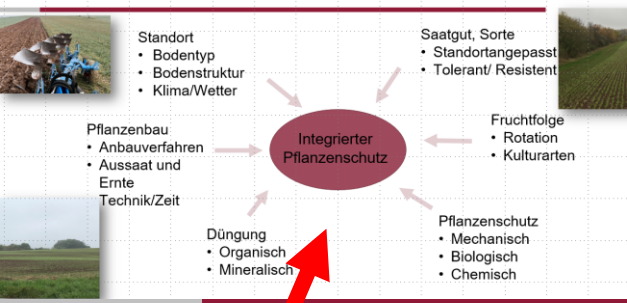 Standort
• Bodentyp
• Bodenstruktur
• Klima/Wetter
Saatgut, Sorte
• Standortangepasst
• Tolerant/ Resistent
Pflanzenbau
• Anbauverfahren
• Aussaat und
Ernte
Technik/Zeit
Integrierter
Pflanzenschutz
Fruchtfolge
• Rotation
• Kulturarten
Düngung
• Organisch
• Mineralisch
Pflanzenschutz
• Mechanisch
• Biologisch
• Chemisch